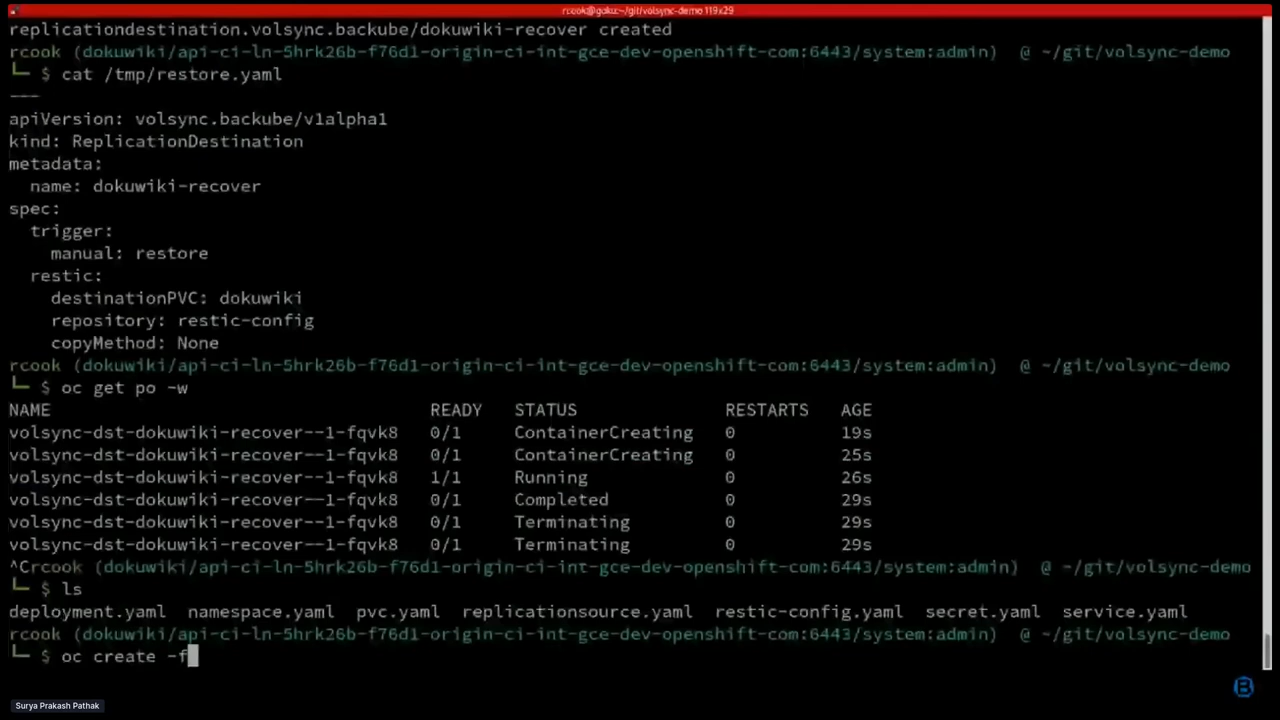 rcook@goku:~/git/volsync-demo 119x29
replicationdestination.volsync.backube/dokuwiki-recover created
rcook (dokuwiki/api-ci-ln-5hrk26b-f76d1-origin-ci-int-gce-dev-openshift-com:6443/system:admin) @ ~/git/volsync-demo
└─ $ cat /tmp/restore.yaml
---
apiVersion: volsync.backube/v1alpha1
kind: ReplicationDestination
metadata:
  name: dokuwiki-recover
spec:
  trigger:
    manual: restore
  restic:
    destinationPVC: dokuwiki
    repository: restic-config
    copyMethod: None
rcook (dokuwiki/api-ci-ln-5hrk26b-f76d1-origin-ci-int-gce-dev-openshift-com:6443/system:admin) @ ~/git/volsync-demo
└─ $ oc get po -w
NAME READY STATUS RESTARTS AGE
volsync-dst-dokuwiki-recover--1-fqvk8 0/1 ContainerCreating 0 19s
volsync-dst-dokuwiki-recover--1-fqvk8 0/1 ContainerCreating 0 25s
volsync-dst-dokuwiki-recover--1-fqvk8 1/1 Running 0 26s
volsync-dst-dokuwiki-recover--1-fqvk8 0/1 Completed 0 29s
volsync-dst-dokuwiki-recover--1-fqvk8 0/1 Terminating 0 29s
volsync-dst-dokuwiki-recover--1-fqvk8 0/1 Terminating 0 29s
^Crcook (dokuwiki/api-ci-ln-5hrk26b-f76d1-origin-ci-int-gce-dev-openshift-com:6443/system:admin) @ ~/git/volsync-demo
└─ $ ls
deployment.yaml namespace.yaml pvc.yaml replicationsource.yaml restic-config.yaml secret.yaml service.yaml
rcook (dokuwiki/api-ci-ln-5hrk26b-f76d1-origin-ci-int-gce-dev-openshift-com:6443/system:admin) @ ~/git/volsync-demo
└─ $ oc create -f
Surya Prakash Pathak
B